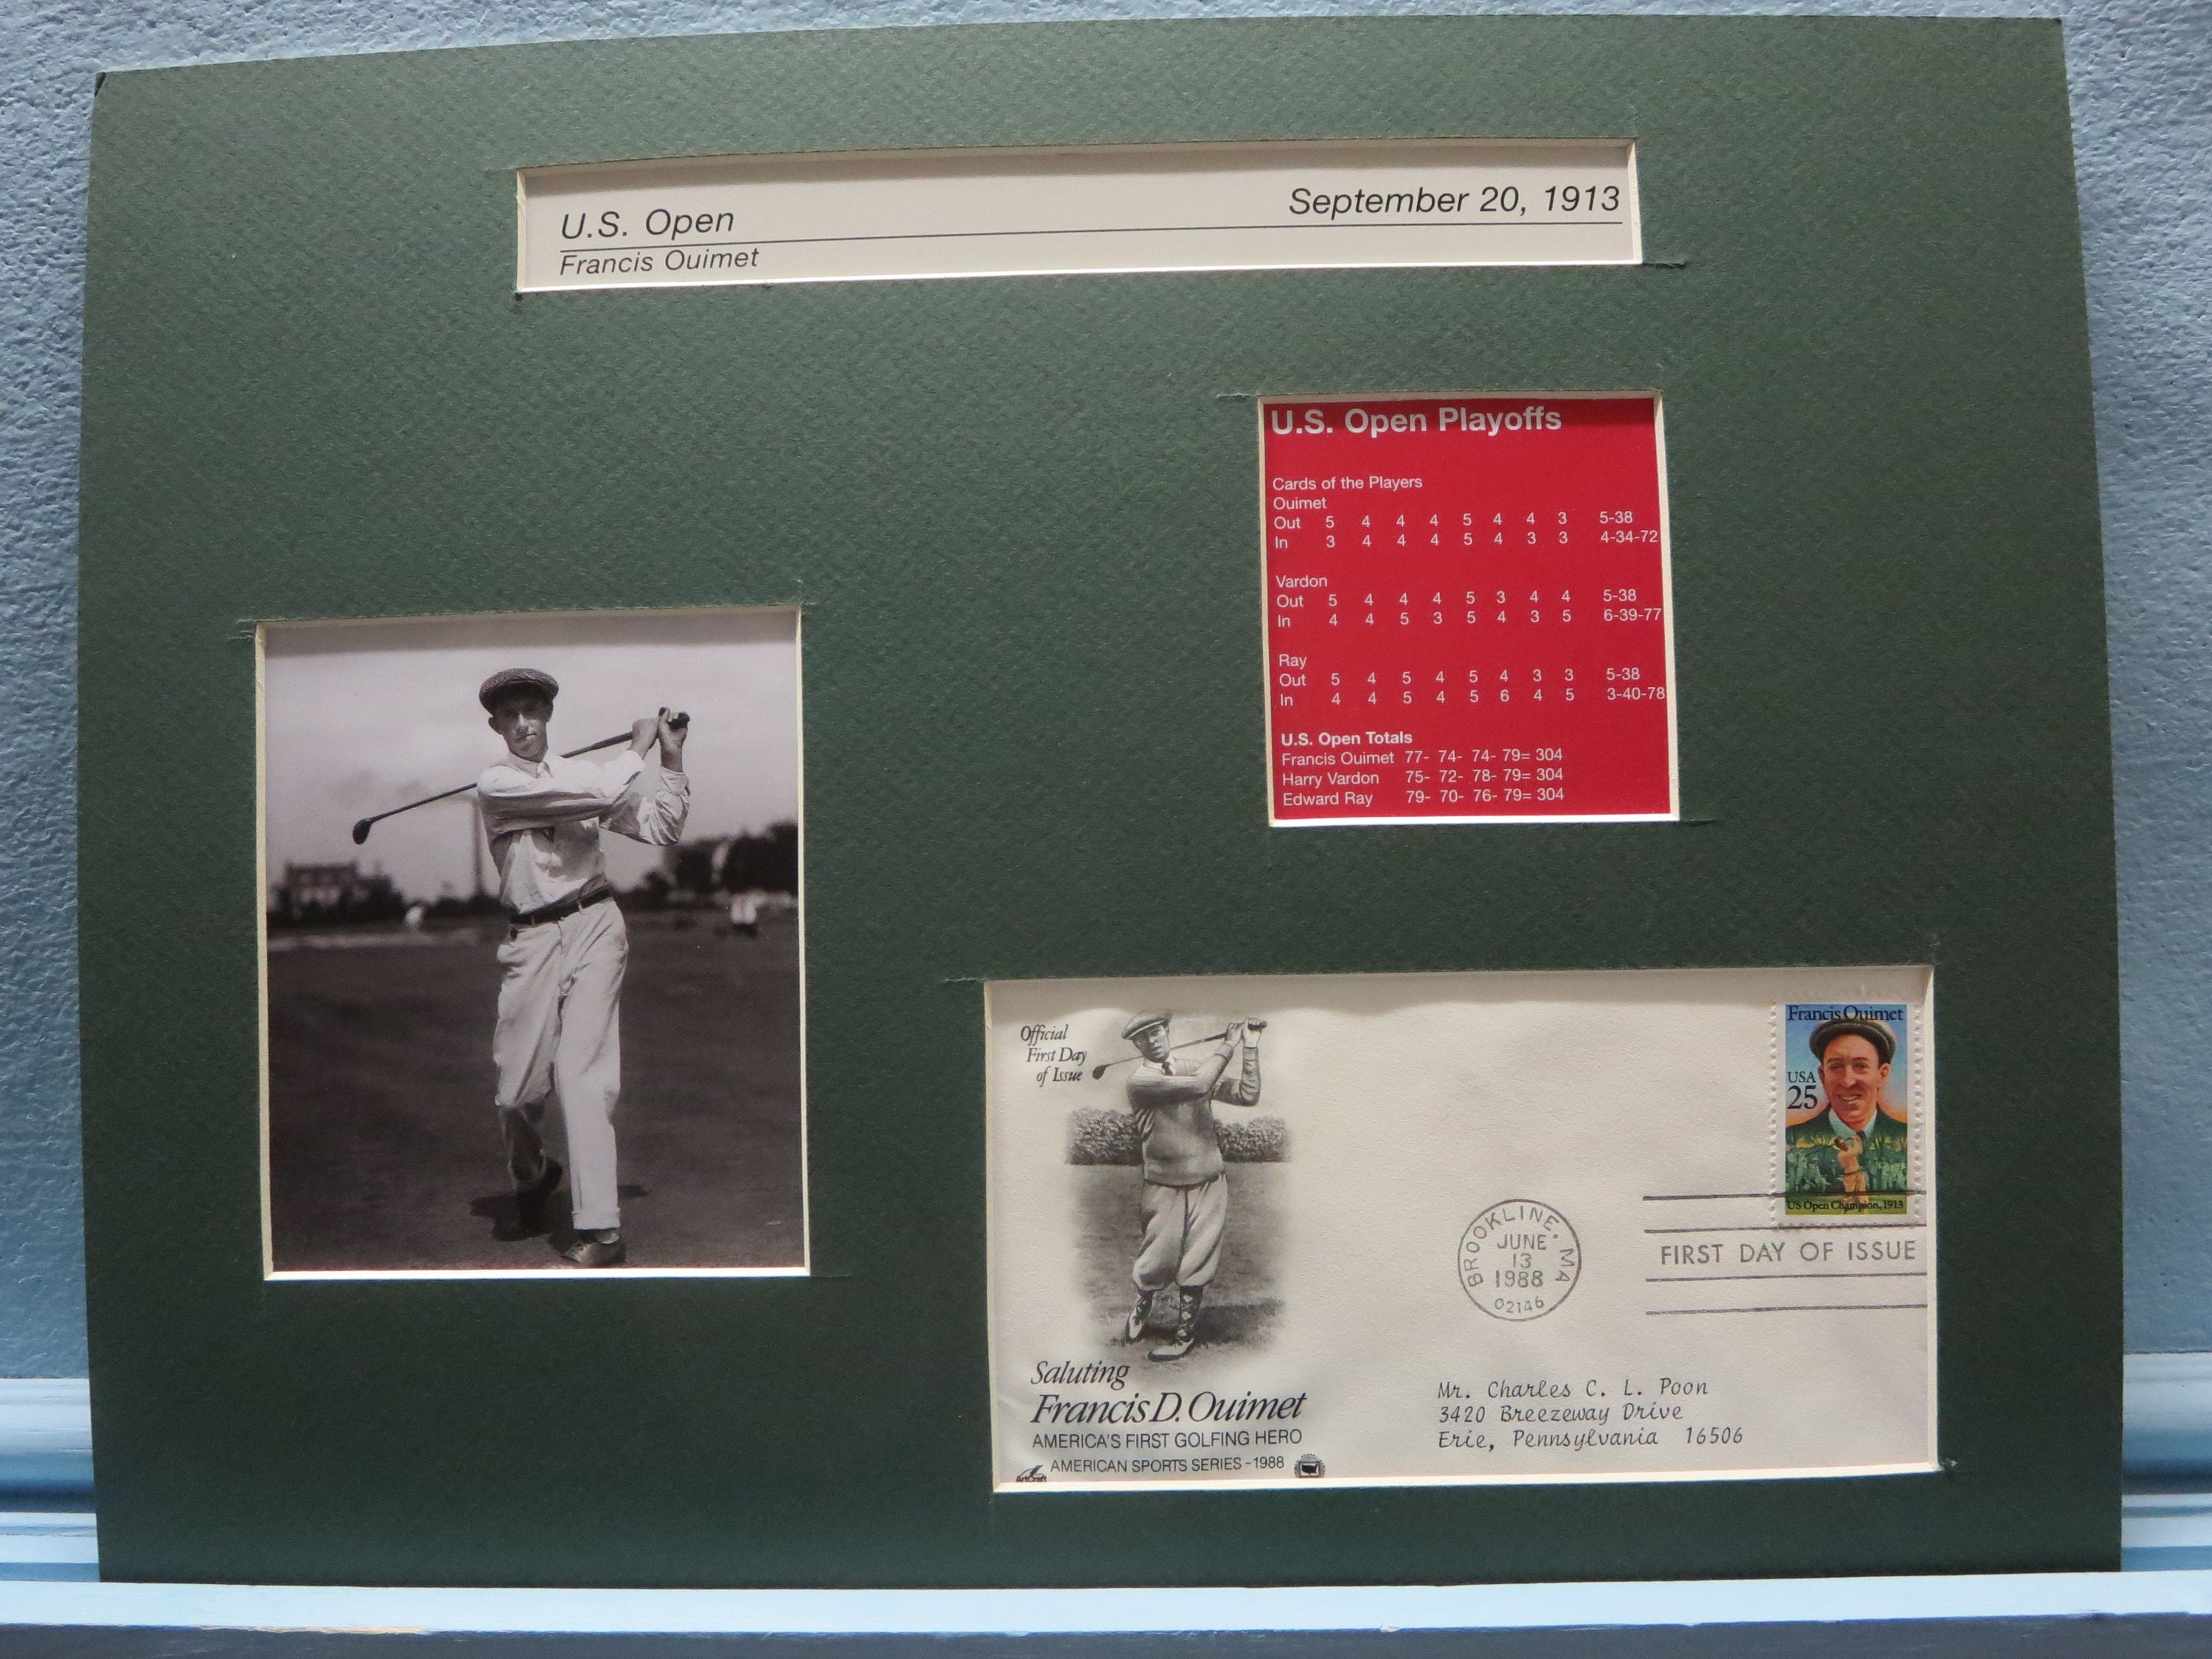 U.S. Open September 20, 1913
Francis Ouimet
U.S. Open Playoffs
Cards of the Players
Ouimet
Out 5 4 4 4 5 4 4 3 5-38
In 3 4 4 4 5 4 3 3 4-34-72
Vardon
Out 5 4 4 4 5 3 4 4 5-38
In 4 4 5 3 5 4 3 5 6-39-77
Ray
Out 5 4 5 4 5 4 3 3 5-38
In 4 4 5 4 5 6 4 5 3-40-78
U.S. Open Totals
Francis Ouimet 77- 74- 74- 79= 304
Harry Vardon 75- 72- 78- 79= 304
Edward Ray 79- 70- 76- 79= 304
Official
First Day
of Issue
Saluting
Francis D. Ouimet
AMERICA'S FIRST GOLFING HERO
AMERICAN SPORTS SERIES - 1988
ArtCraft
Francis Ouimet
USA
25
US Open Champion, 1913
BROOKLINE, MA
JUNE
13
1988
02146
FIRST DAY OF ISSUE
Mr. Charles C. L. Poon
3420 Breezeway Drive
Erie, Pennsylvania 16506